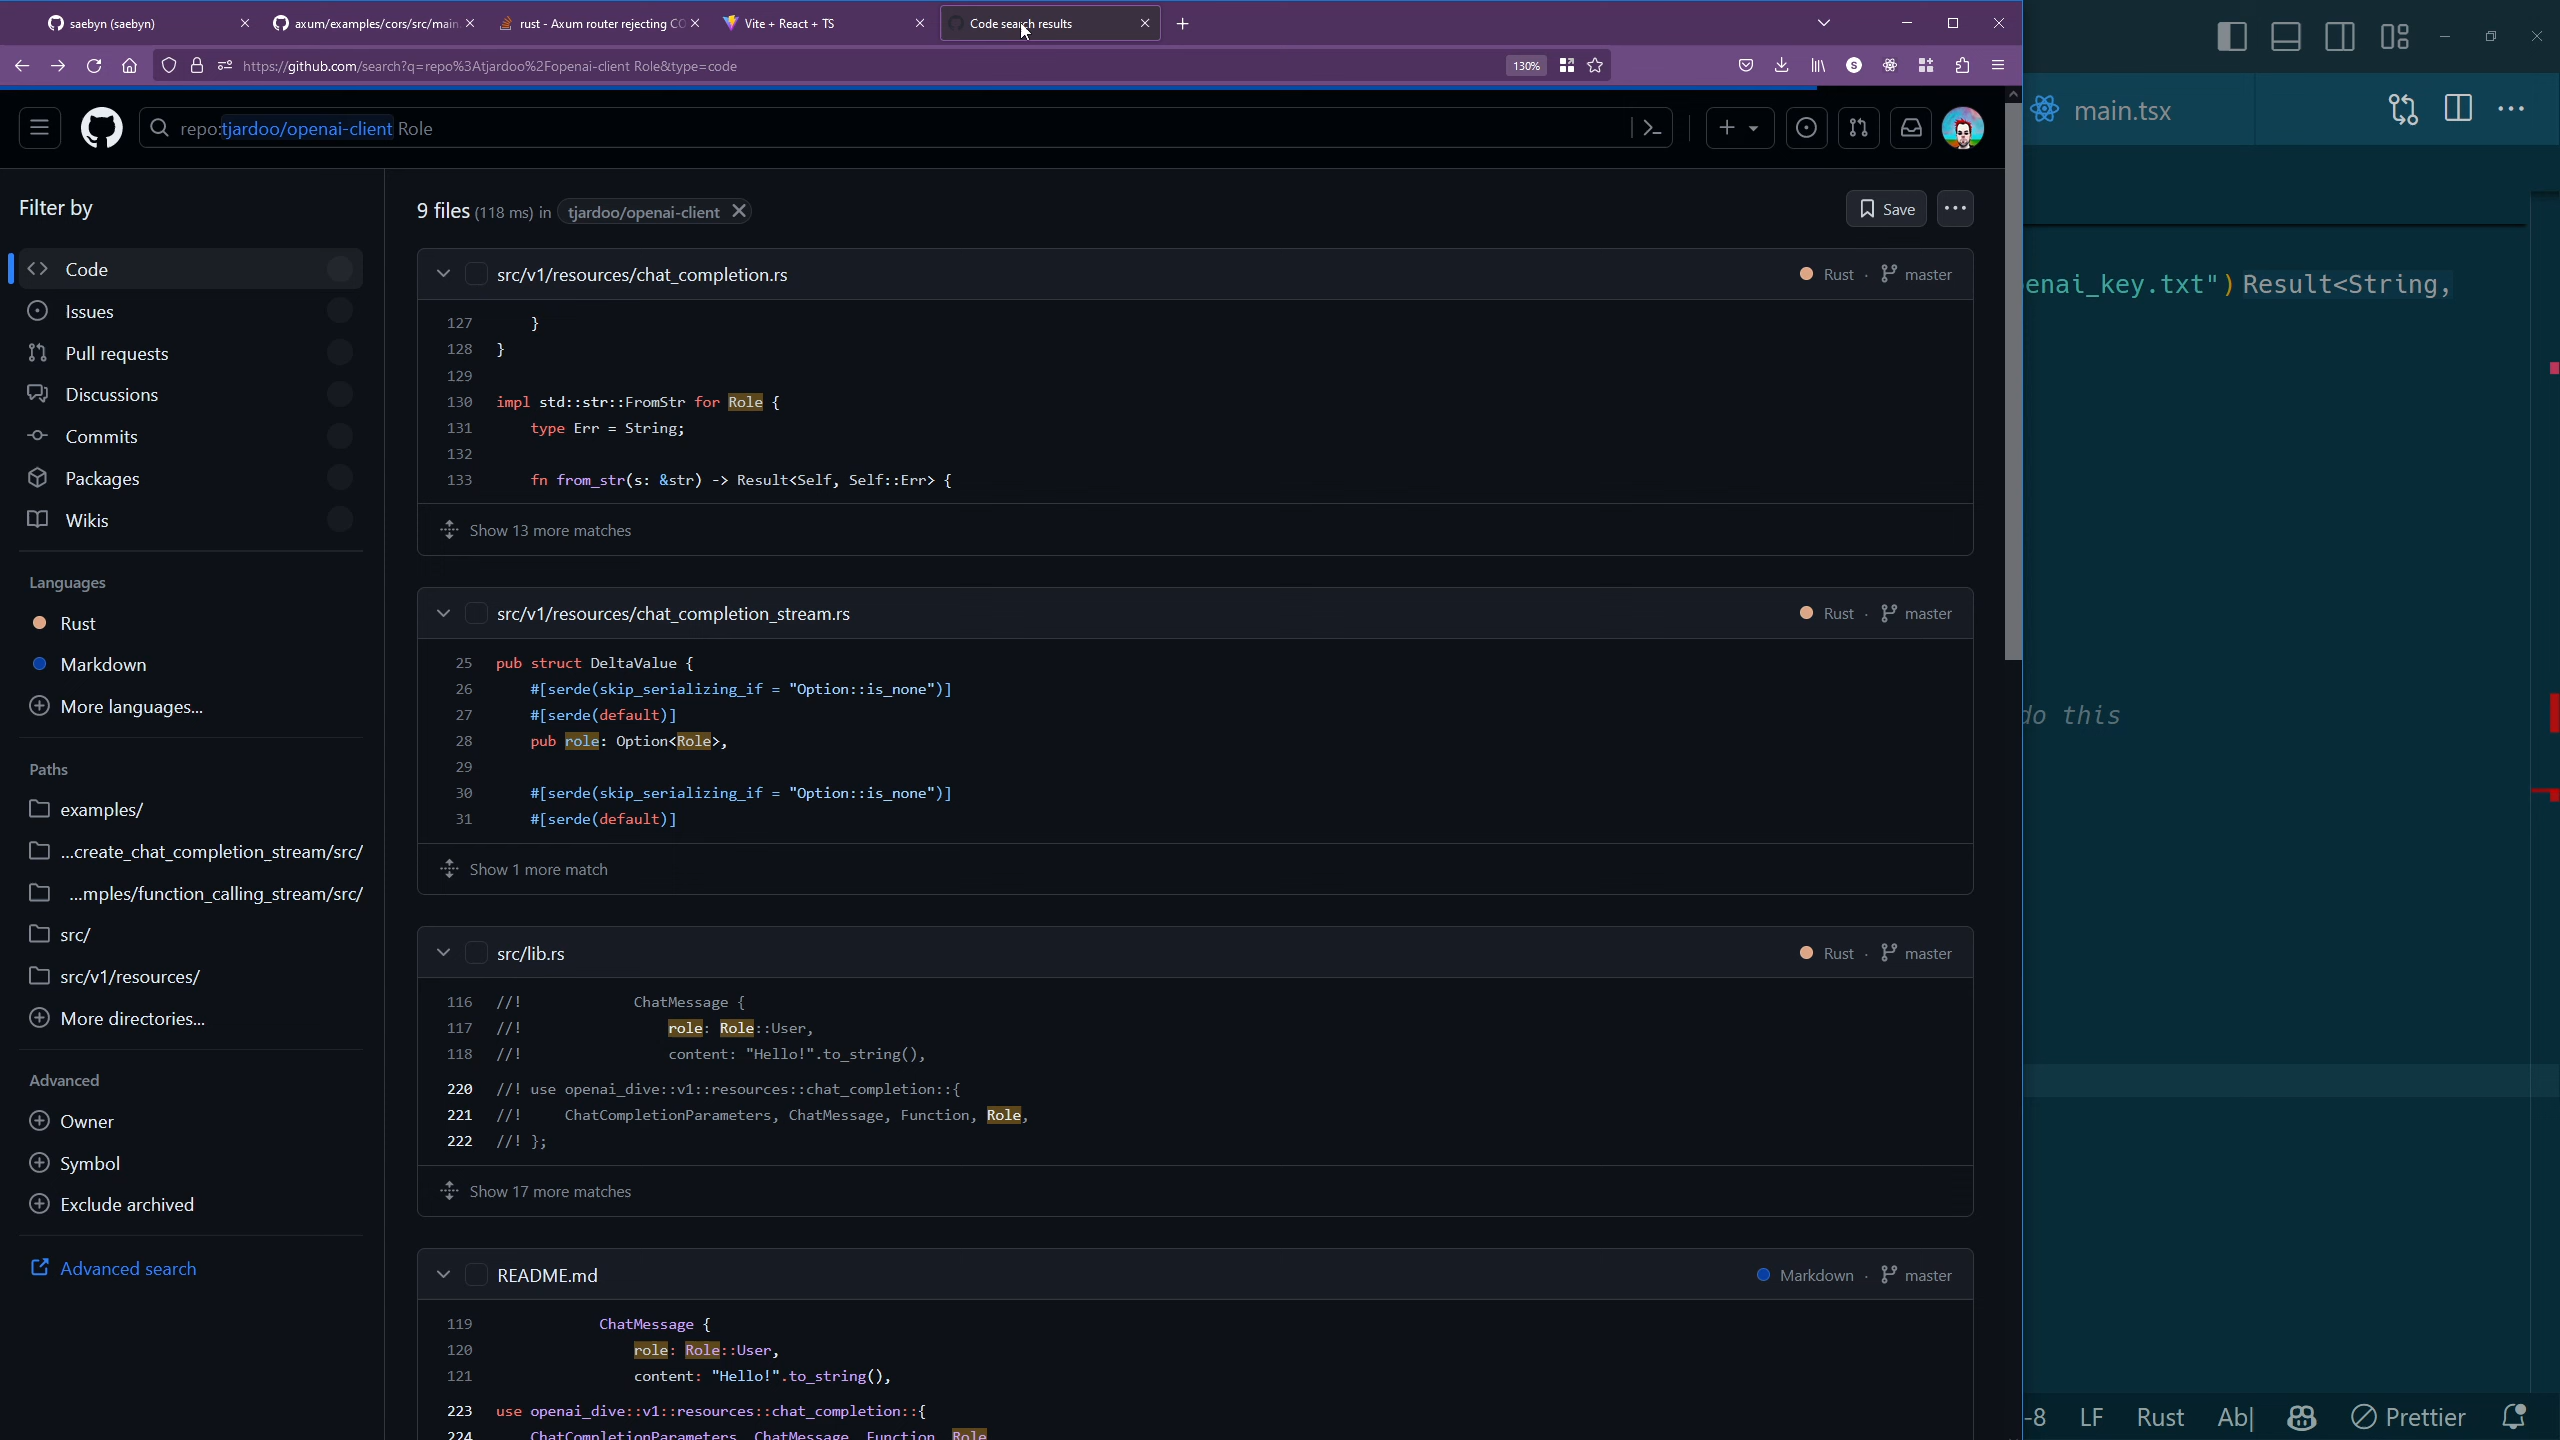 saebyn (saebyn)
axum/examples/cors/src/main.
rust - Axum router rejecting CO
Vite + React + TS
Code search results
https://github.com/search?q=repo%3Atjardoo%2Fopenai-client Role&type=code
130%
repo:tjardoo/openai-client Role
main.tsx
Filter by
Code
Issues
Pull requests
Discussions
Commits
Packages
Wikis
Languages
Rust
Markdown
More languages...
Paths
examples/
...create_chat_completion_stream/src/
...mples/function_calling_stream/src/
src/
src/v1/resources/
More directories...
Advanced
Owner
Symbol
Exclude archived
Advanced search
9 files (118 ms) in tjardoo/openai-client
Save
src/v1/resources/chat_completion.rs
Rust · master
127 }
128 }
129
130 impl std::str::FromStr for Role {
131 type Err = String;
132
133 fn from_str(s: &str) -> Result<Self, Self::Err> {
Show 13 more matches
src/v1/resources/chat_completion_stream.rs
Rust · master
25 pub struct DeltaValue {
26 #[serde(skip_serializing_if = "Option::is_none")]
27 #[serde(default)]
28 pub role: Option<Role>,
29
30 #[serde(skip_serializing_if = "Option::is_none")]
31 #[serde(default)]
Show 1 more match
src/lib.rs
Rust · master
116 //! ChatMessage {
117 //! role: Role::User,
118 //! content: "Hello!".to_string(),
220 //! use openai_dive::v1::resources::chat_completion::{
221 //! ChatCompletionParameters, ChatMessage, Function, Role,
222 //! };
Show 17 more matches
README.md
Markdown · master
119 ChatMessage {
120 role: Role::User,
121 content: "Hello!".to_string(),
223 use openai_dive::v1::resources::chat_completion::{
224 ChatCompletionParameters, ChatMessage, Function, Role
enai_key.txt") Result<String,
do this
-8 LF Rust Ab| Prettier